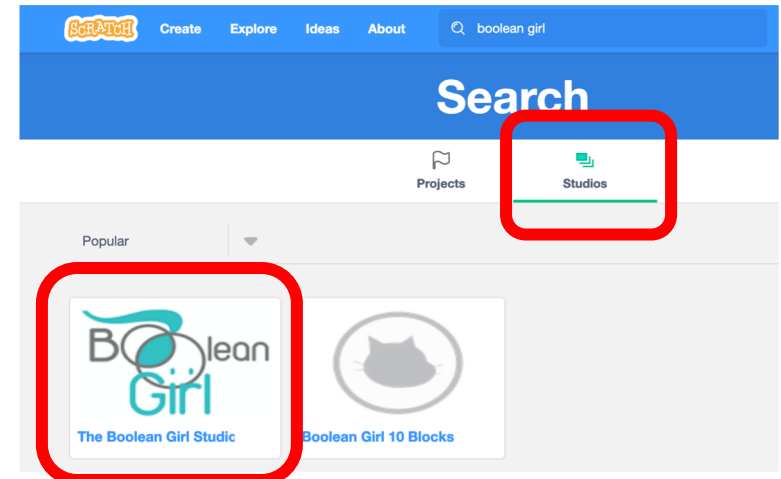 SCRATCH Create Explore Ideas About boolean girl
Search
Projects Studios
Popular
Boolean
Girl
The Boolean Girl Studio Boolean Girl 10 Blocks